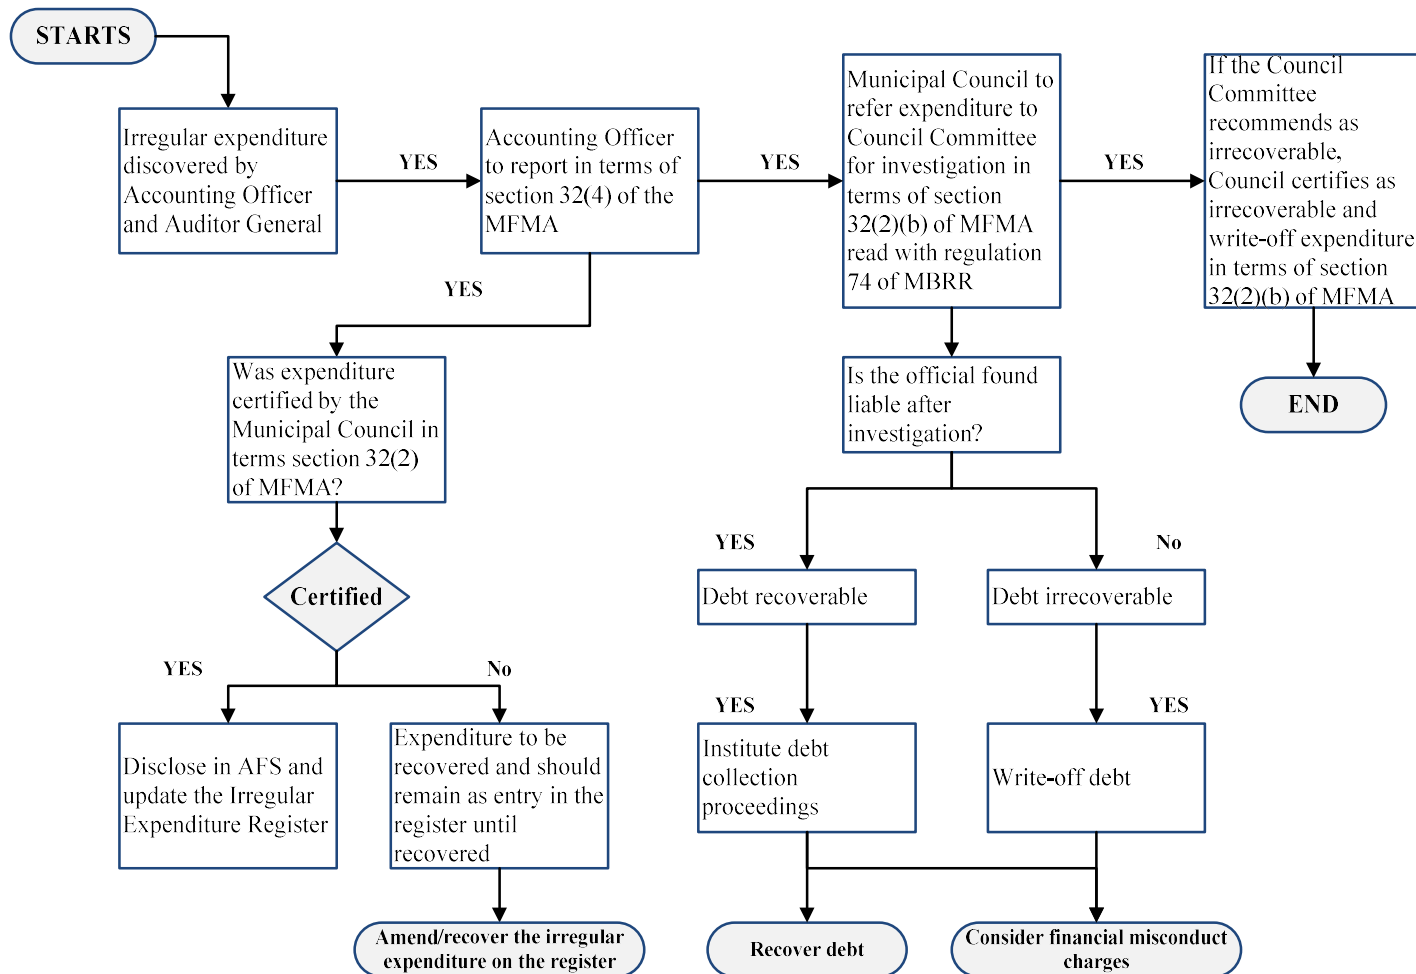 STARTS
Irregular expenditure
discovered by
Accounting Officer
and Auditor General
YES
Accounting Officer
to report in terms of
section 32(4) of the
MFMA
YES
Municipal Council to
refer expenditure to
Council Committee
for investigation in
terms of section
32(2)(b) of MFMA
read with regulation
74 of MBRR
YES
If the Council
Committee
recommends as
irrecoverable,
Council certifies as
irrecoverable and
write-off expenditure
in terms of section
32(2)(b) of MFMA
END
YES
Was expenditure
certified by the
Municipal Council in
terms section 32(2)
of MFMA?
Certified
YES
No
Disclose in AFS and
update the Irregular
Expenditure Register
Expenditure to be
recovered and should
remain as entry in the
register until
recovered
Amend/recover the irregular
expenditure on the register
Is the official found
liable after
investigation?
YES
No
Debt recoverable
Debt irrecoverable
YES
YES
Institute debt
collection
proceedings
Write-off debt
Recover debt
Consider financial misconduct
charges